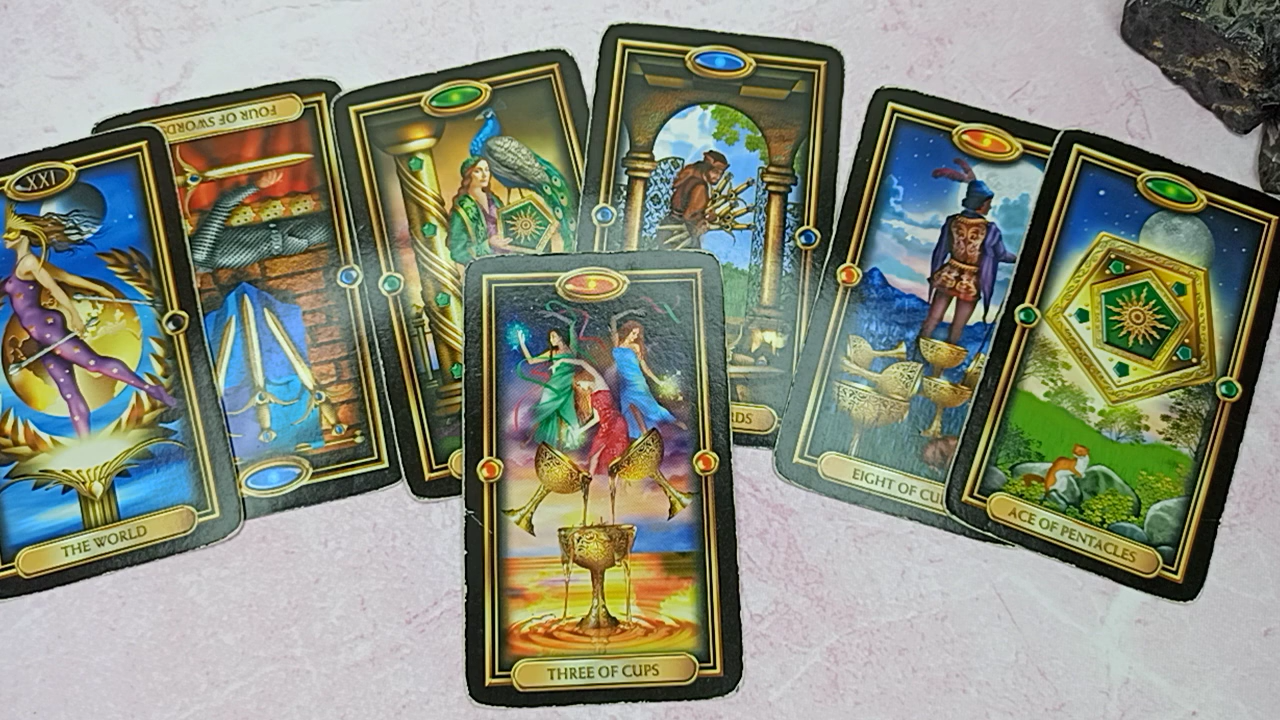 FOUR OF SWORDS
XXI
THE WORLD
EIGHT OF CU
ACE OF PENTACLES
THREE OF CUPS